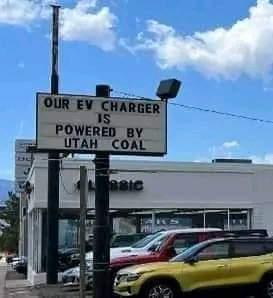 OUR EV CHARGER
IS
POWERED BY
UTAH COAL
CLASSIC